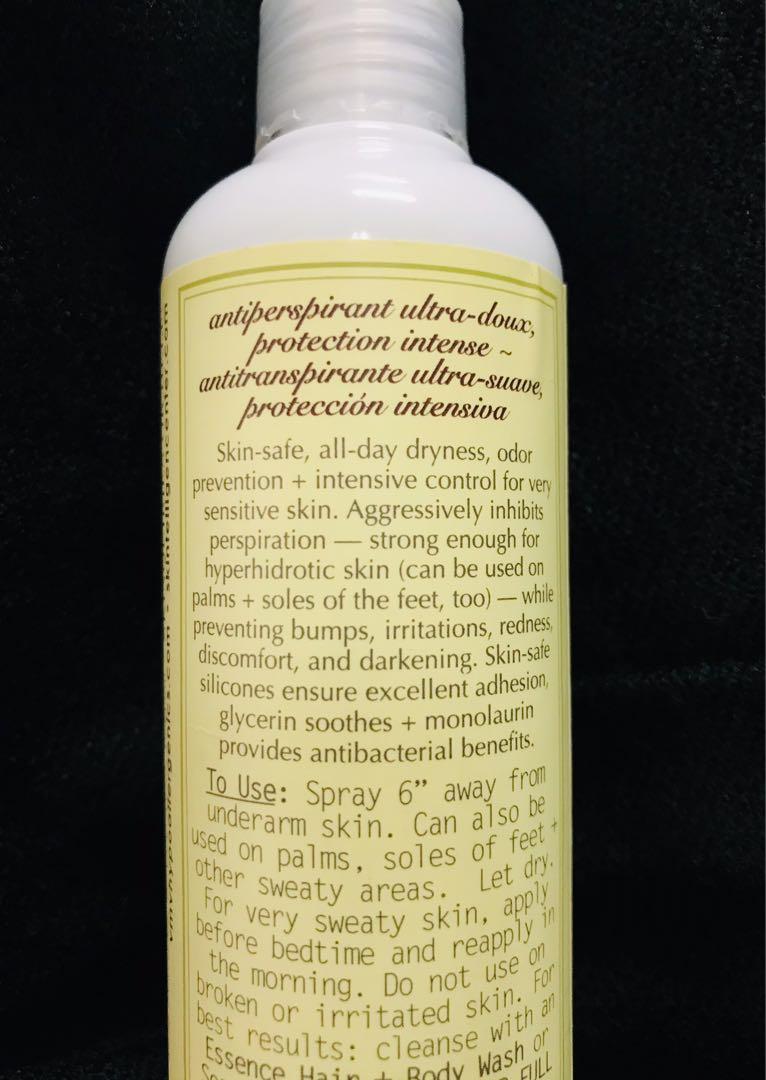 antiperspirant ultra-doux,
protection intense ~
antitranspirante ultra-suave,
protección intensiva
Skin-safe, all-day dryness, odor
prevention + intensive control for very
sensitive skin. Aggressively inhibits
perspiration — strong enough for
hyperhidrotic skin (can be used on
palms + soles of the feet, too) — while
preventing bumps, irritations, redness,
discomfort, and darkening. Skin-safe
silicones ensure excellent adhesion,
glycerin soothes + monolaurin
provides antibacterial benefits.
To Use: Spray 6” away from
underarm skin. Can also be
used on palms, soles of feet +
other sweaty areas. Let dry.
For very sweaty skin, apply
before bedtime and reapply in
the morning. Do not use on
broken or irritated skin. For
best results: cleanse with an
Essence Hair + Body Wash or
FULL
vmvhypoallergenics.com • skintelligencenter.com